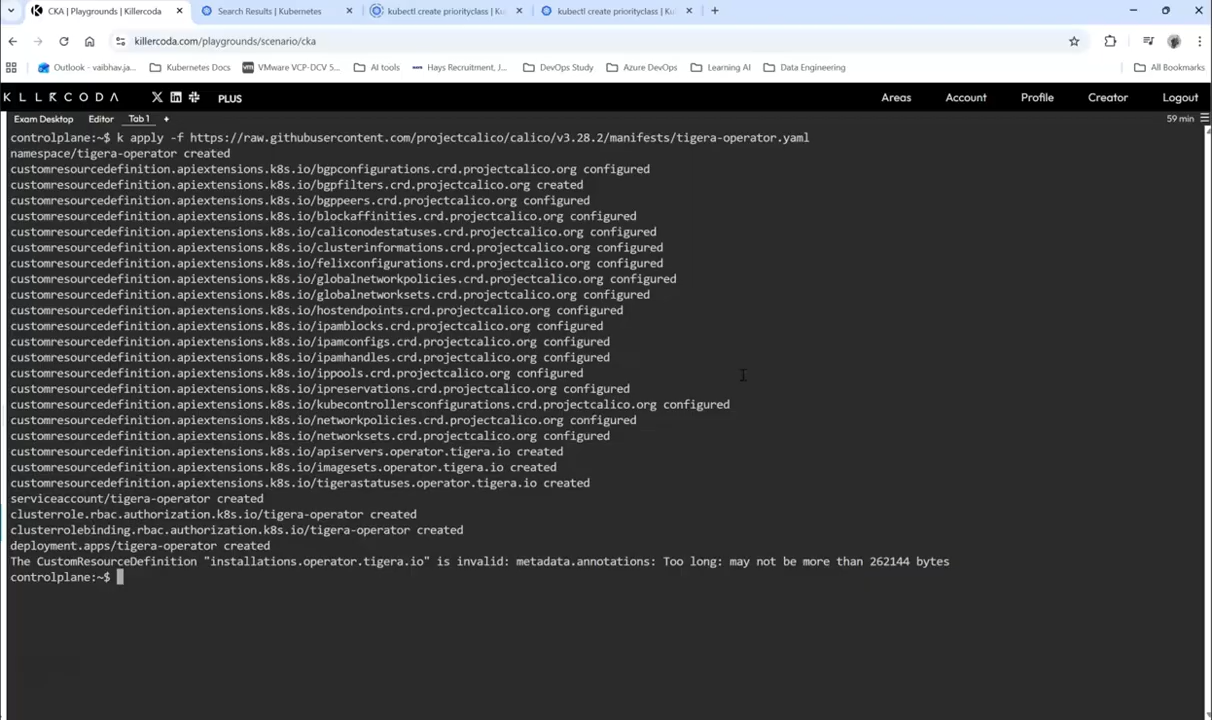 CKA | Playgrounds | Killercoda
Search Results | Kubernetes
kubectl create priorityclass | Ku
kubectl create priorityclass | Ku
killercoda.com/playgrounds/scenario/cka
Outlook - vaibhav.ja...
Kubernetes Docs
VMware VCP-DCV 5...
AI tools
Hays Recruitment, J...
DevOps Study
Azure DevOps
Learning AI
Data Engineering
All Bookmarks
KILLERCODA
PLUS
Areas
Account
Profile
Creator
Logout
Exam Desktop
Editor
Tab 1
+
59 min
controlplane:~$ k apply -f https://raw.githubusercontent.com/projectcalico/calico/v3.28.2/manifests/tigera-operator.yaml
namespace/tigera-operator created
customresourcedefinition.apiextensions.k8s.io/bgpconfigurations.crd.projectcalico.org configured
customresourcedefinition.apiextensions.k8s.io/bgpfilters.crd.projectcalico.org created
customresourcedefinition.apiextensions.k8s.io/bgppeers.crd.projectcalico.org configured
customresourcedefinition.apiextensions.k8s.io/blockaffinities.crd.projectcalico.org configured
customresourcedefinition.apiextensions.k8s.io/caliconodestatuses.crd.projectcalico.org configured
customresourcedefinition.apiextensions.k8s.io/clusterinformations.crd.projectcalico.org configured
customresourcedefinition.apiextensions.k8s.io/felixconfigurations.crd.projectcalico.org configured
customresourcedefinition.apiextensions.k8s.io/globalnetworkpolicies.crd.projectcalico.org configured
customresourcedefinition.apiextensions.k8s.io/globalnetworksets.crd.projectcalico.org configured
customresourcedefinition.apiextensions.k8s.io/hostendpoints.crd.projectcalico.org configured
customresourcedefinition.apiextensions.k8s.io/ipamblocks.crd.projectcalico.org configured
customresourcedefinition.apiextensions.k8s.io/ipamconfigs.crd.projectcalico.org configured
customresourcedefinition.apiextensions.k8s.io/ipamhandles.crd.projectcalico.org configured
customresourcedefinition.apiextensions.k8s.io/ippools.crd.projectcalico.org configured
customresourcedefinition.apiextensions.k8s.io/ipreservations.crd.projectcalico.org configured
customresourcedefinition.apiextensions.k8s.io/kubecontrollersconfigurations.crd.projectcalico.org configured
customresourcedefinition.apiextensions.k8s.io/networkpolicies.crd.projectcalico.org configured
customresourcedefinition.apiextensions.k8s.io/networksets.crd.projectcalico.org configured
customresourcedefinition.apiextensions.k8s.io/apiservers.operator.tigera.io created
customresourcedefinition.apiextensions.k8s.io/imagesets.operator.tigera.io created
customresourcedefinition.apiextensions.k8s.io/tigerastatuses.operator.tigera.io created
serviceaccount/tigera-operator created
clusterrole.rbac.authorization.k8s.io/tigera-operator created
clusterrolebinding.rbac.authorization.k8s.io/tigera-operator created
deployment.apps/tigera-operator created
The CustomResourceDefinition "installations.operator.tigera.io" is invalid: metadata.annotations: Too long: may not be more than 262144 bytes
controlplane:~$